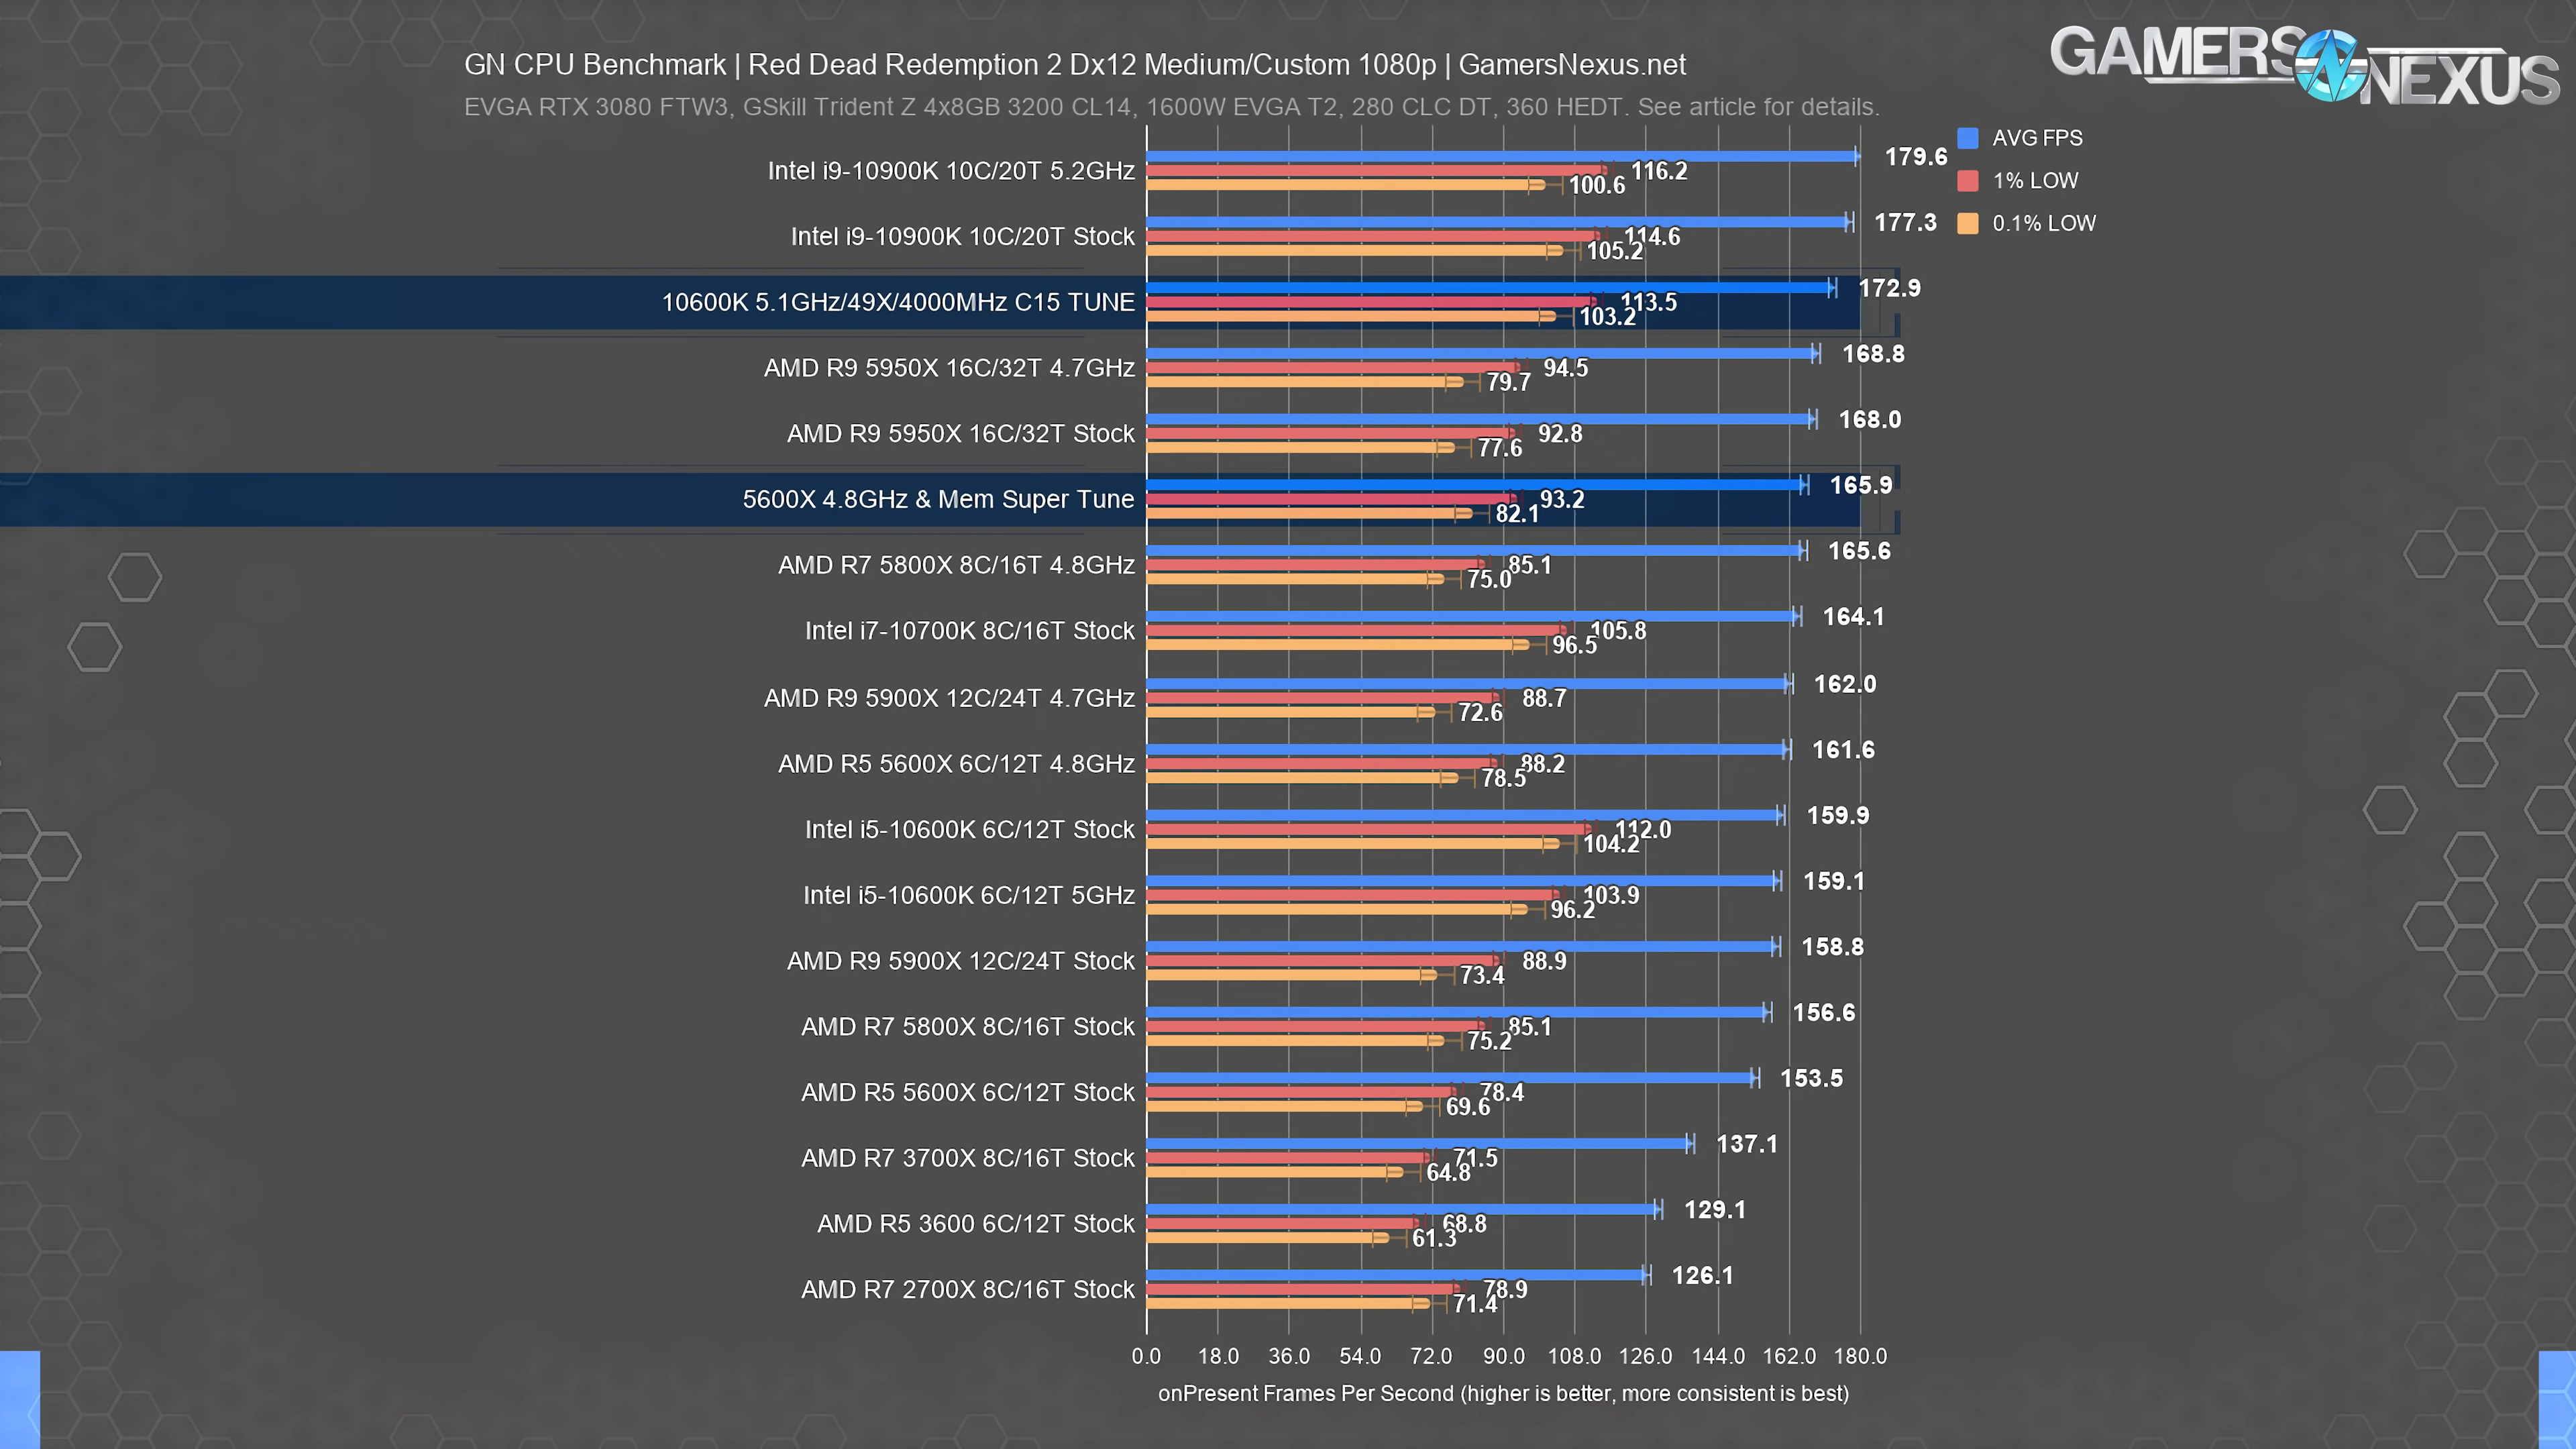 GN CPU Benchmark | Red Dead Redemption 2 Dx12 Medium/Custom 1080p | GamersNexus.net
GAMERS NEXUS
EVGA RTX 3080 FTW3, GSkill Trident Z 4x8GB 3200 CL14, 1600W EVGA T2, 280 CLC DT, 360 HEDT. See article for details.
AVG FPS
1% LOW
0.1% LOW
Intel i9-10900K 10C/20T 5.2GHz 179.6 116.2 100.6
Intel i9-10900K 10C/20T Stock 177.3 114.6 105.2
10600K 5.1GHz/49X/4000MHz C15 TUNE 172.9 113.5 103.2
AMD R9 5950X 16C/32T 4.7GHz 168.8 94.5 79.7
AMD R9 5950X 16C/32T Stock 168.0 92.8 77.6
5600X 4.8GHz & Mem Super Tune 165.9 93.2 82.1
AMD R7 5800X 8C/16T 4.8GHz 165.6 85.1 75.0
Intel i7-10700K 8C/16T Stock 164.1 105.8 96.5
AMD R9 5900X 12C/24T 4.7GHz 162.0 88.7 72.6
AMD R5 5600X 6C/12T 4.8GHz 161.6 88.2 78.5
Intel i5-10600K 6C/12T Stock 159.9 112.0 104.2
Intel i5-10600K 6C/12T 5GHz 159.1 103.9 96.2
AMD R9 5900X 12C/24T Stock 158.8 88.9 73.4
AMD R7 5800X 8C/16T Stock 156.6 85.1 75.2
AMD R5 5600X 6C/12T Stock 153.5 78.4 69.6
AMD R7 3700X 8C/16T Stock 137.1 71.5 64.8
AMD R5 3600 6C/12T Stock 129.1 68.8 61.3
AMD R7 2700X 8C/16T Stock 126.1 78.9 71.4
0.0 18.0 36.0 54.0 72.0 90.0 108.0 126.0 144.0 162.0 180.0
onPresent Frames Per Second (higher is better, more consistent is best)